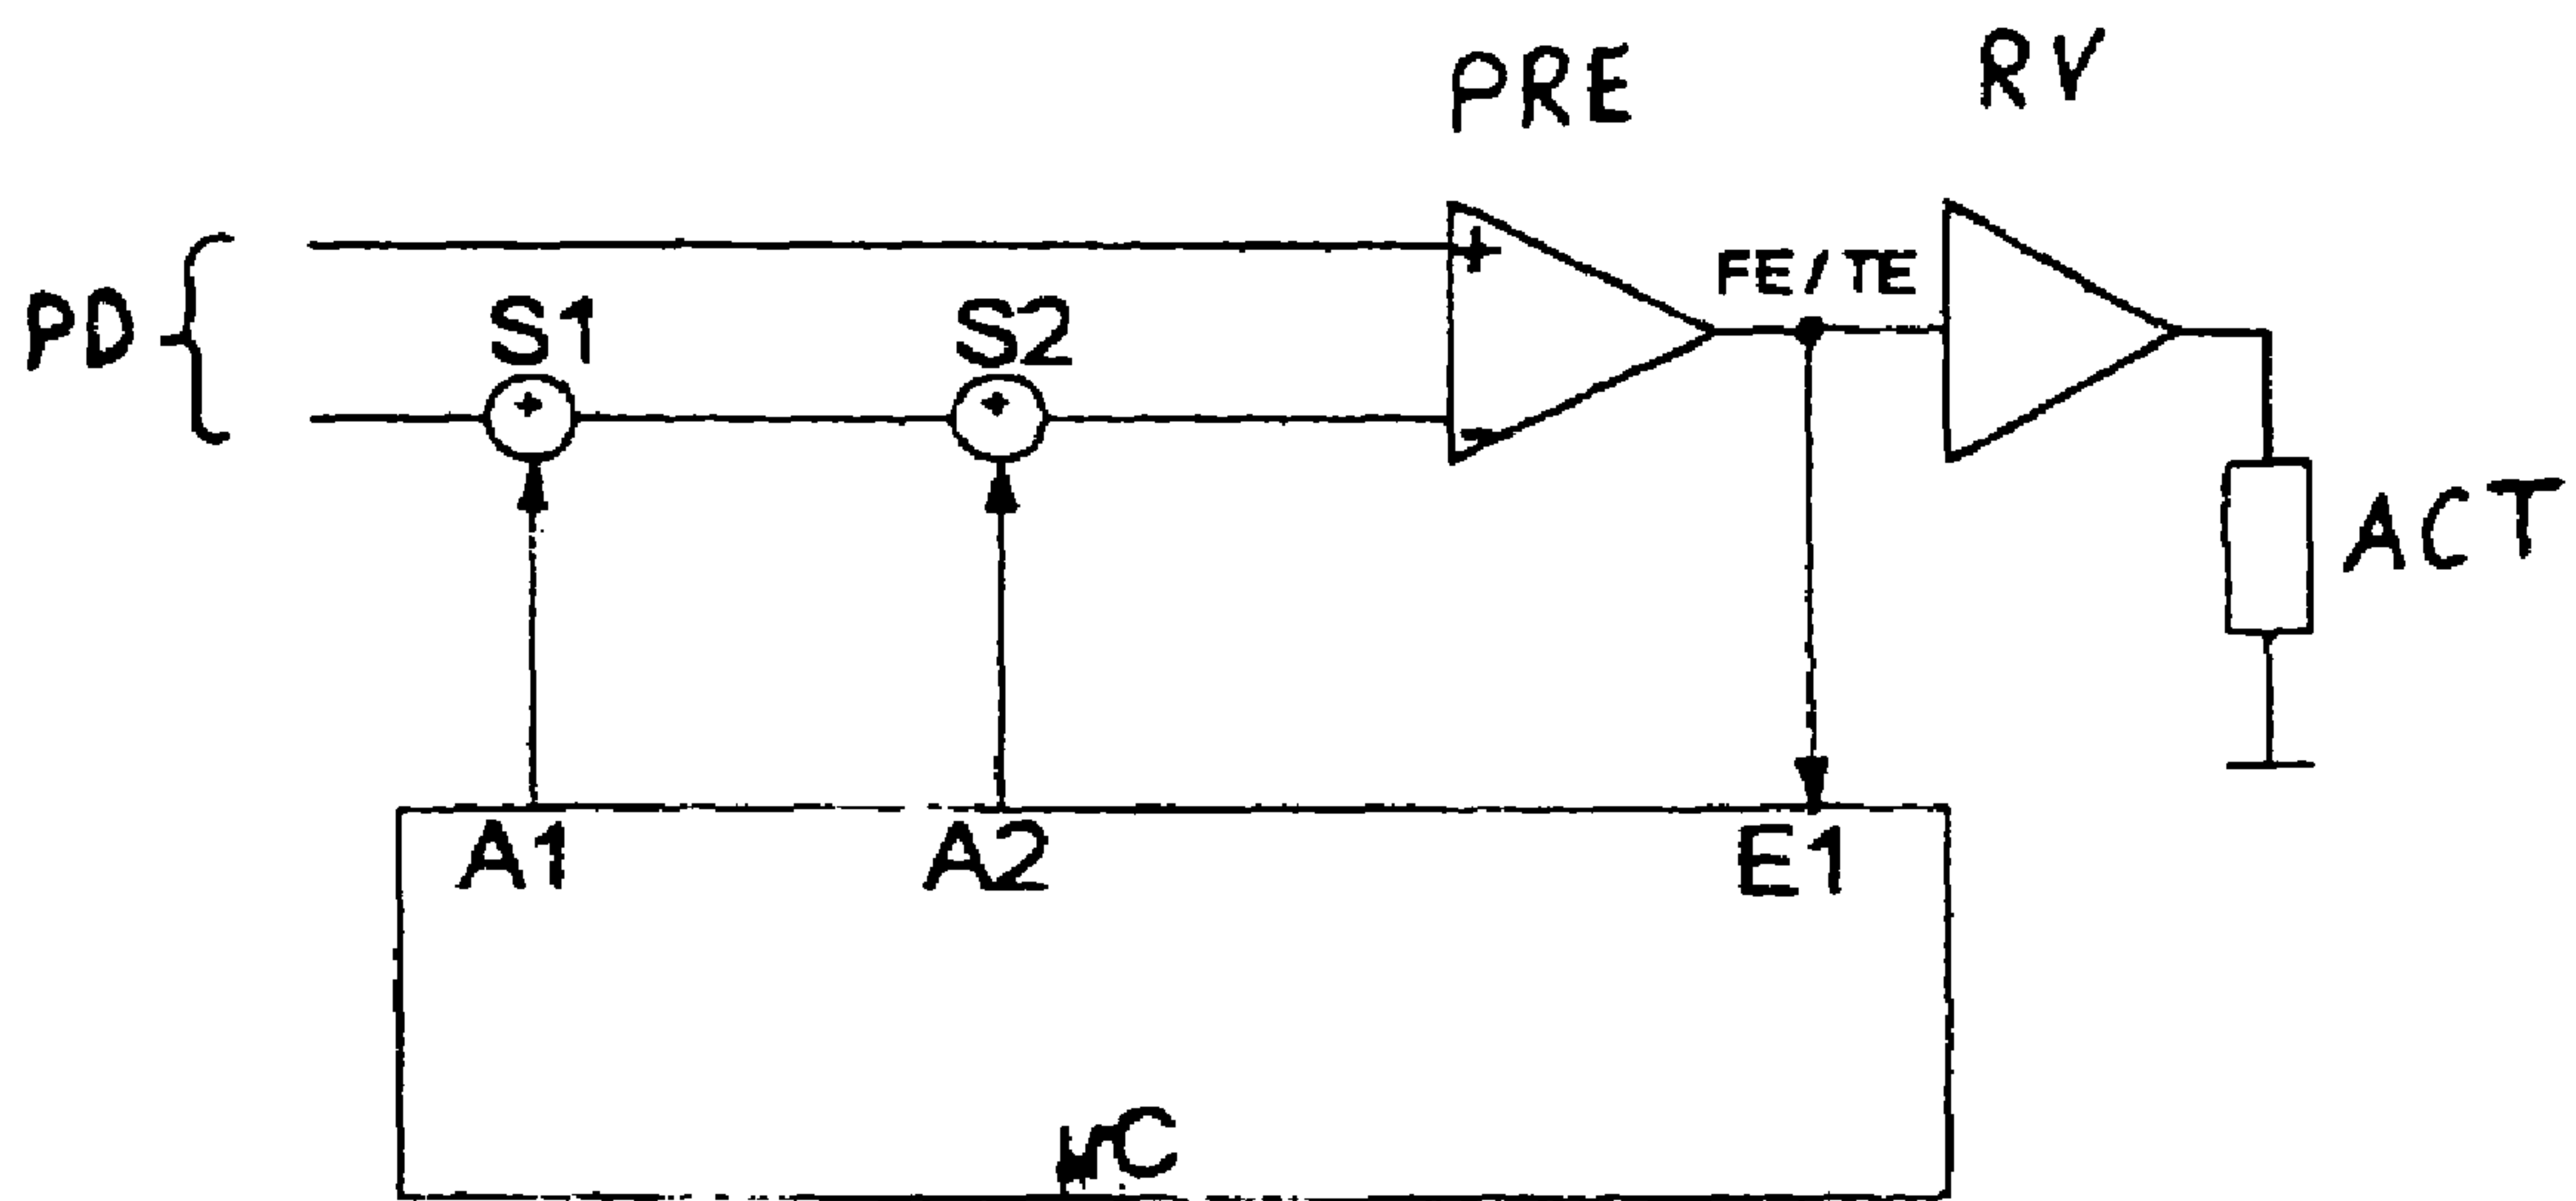 PRE
RV
FE/TE
PD
S1
S2
+
-
+
+
ACT
A1
A2
E1
µC